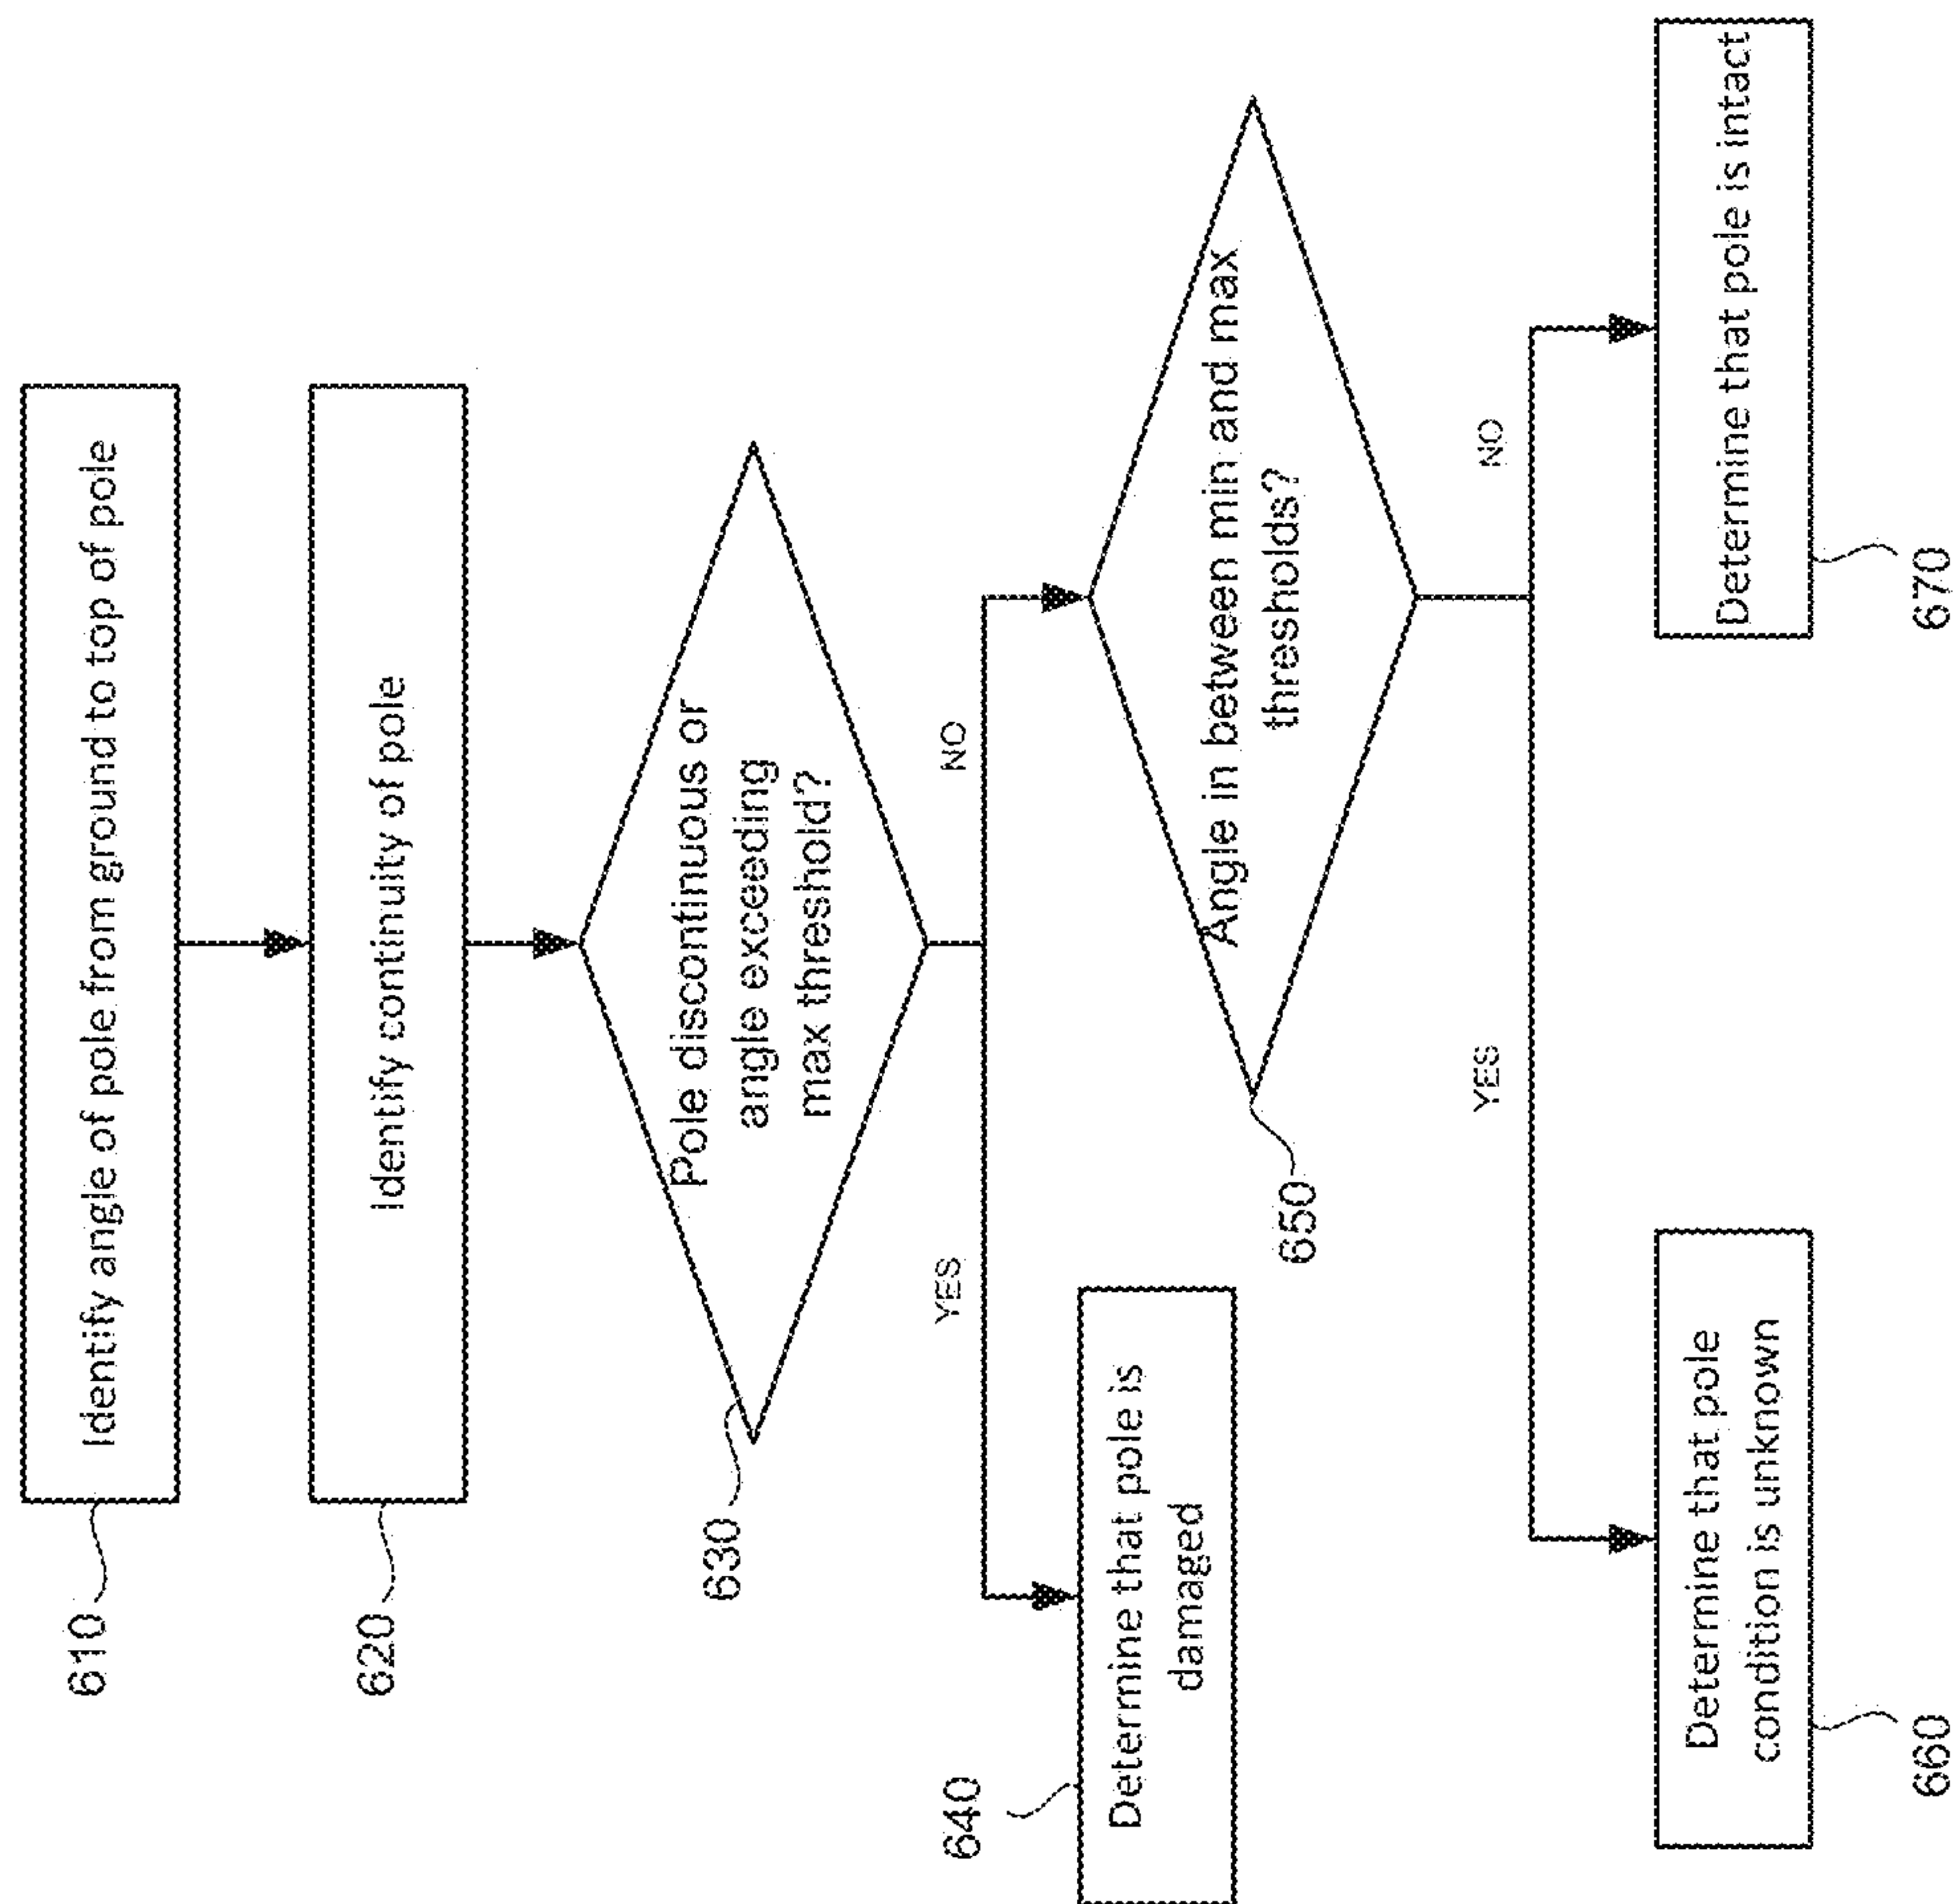 610
Identify angle of pole from ground to top of pole
620
Identify continuity of pole
630
Pole discontinuous or
angle exceeding
max threshold?
YES
NO
640
Determine that pole is
damaged
650
Angle in between min and max
thresholds?
YES
NO
660
Determine that pole
condition is unknown
670
Determine that pole is intact